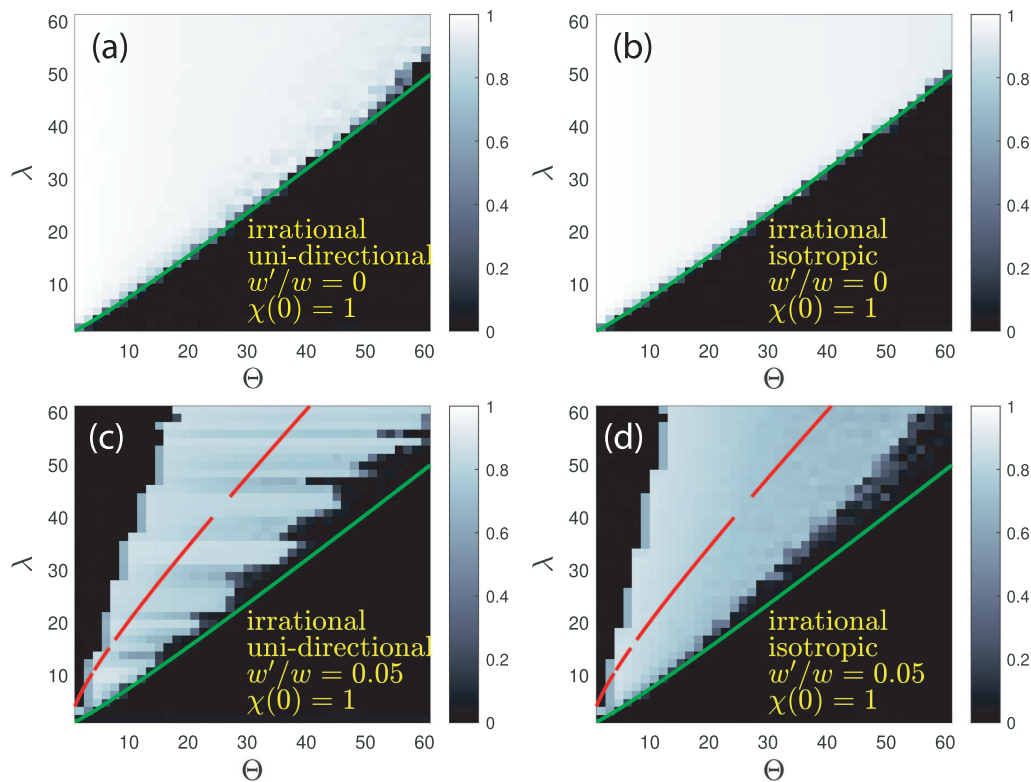 (a)
60
50
40
30
20
10
λ
10 20 30 40 50 60
Θ
irrational
uni-directional
w'/w = 0
χ(0) = 1
1
0.8
0.6
0.4
0.2
0
(b)
60
50
40
30
20
10
λ
10 20 30 40 50 60
Θ
irrational
isotropic
w'/w = 0
χ(0) = 1
1
0.8
0.6
0.4
0.2
0
(c)
60
50
40
30
20
10
λ
10 20 30 40 50 60
Θ
irrational
uni-directional
w'/w = 0.05
χ(0) = 1
1
0.8
0.6
0.4
0.2
0
(d)
60
50
40
30
20
10
λ
10 20 30 40 50 60
Θ
irrational
isotropic
w'/w = 0.05
χ(0) = 1
1
0.8
0.6
0.4
0.2
0